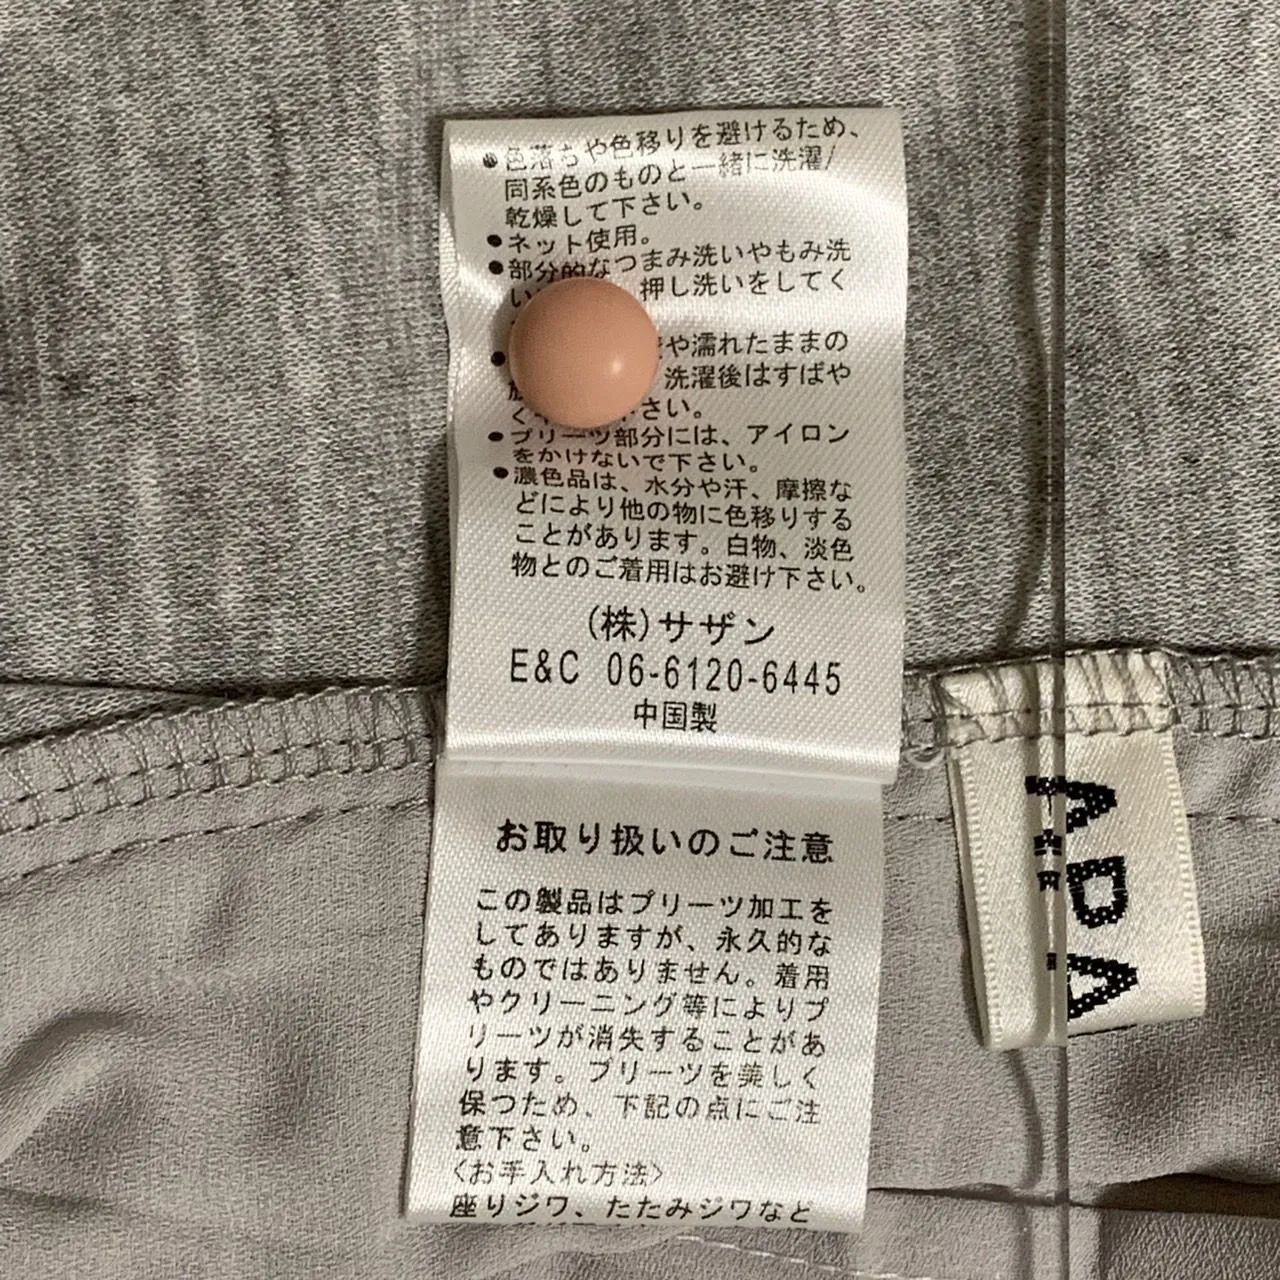 ●色落ちや色移りを避けるため、
同系色のものと一緒に洗濯/
乾燥して下さい。
●ネット使用。
●部分的なつまみ洗いやもみ洗
い 押し洗いをしてく
●や濡れたままの
洗濯後はすばや
く さい。
●プリーツ部分には、アイロン
をかけないで下さい。
●濃色品は、水分や汗、摩擦な
どにより他の物に色移りする
ことがあります。白物、淡色
物とのご着用はお避け下さい。
(株)サザン
E&C 06-6120-6445
中国製
お取り扱いのご注意
この製品はプリーツ加工を
してありますが、永久的な
ものではありません。着用
やクリーニング等によりプ
リーツが消失することがあ
ります。プリーツを美しく
保つため、下記の点にご注
意下さい。
〈お手入れ方法〉
座りジワ、たたみジワなど